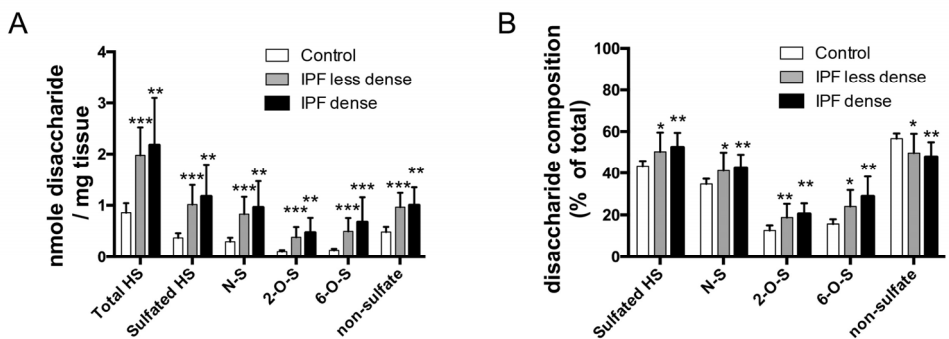 A
nmole disaccharide
/ mg tissue
4
3
2
1
0
Control
IPF less dense
IPF dense
*** ** *** ** *** ** *** ** *** *** *** **
Total HS
Sulfated HS
N-S
2-O-S
6-O-S
non-sulfate
B
disaccharide composition
(% of total)
100
80
60
40
20
0
Control
IPF less dense
IPF dense
* ** * ** ** ** * ** * **
Sulfated HS
N-S
2-O-S
6-O-S
non-sulfate